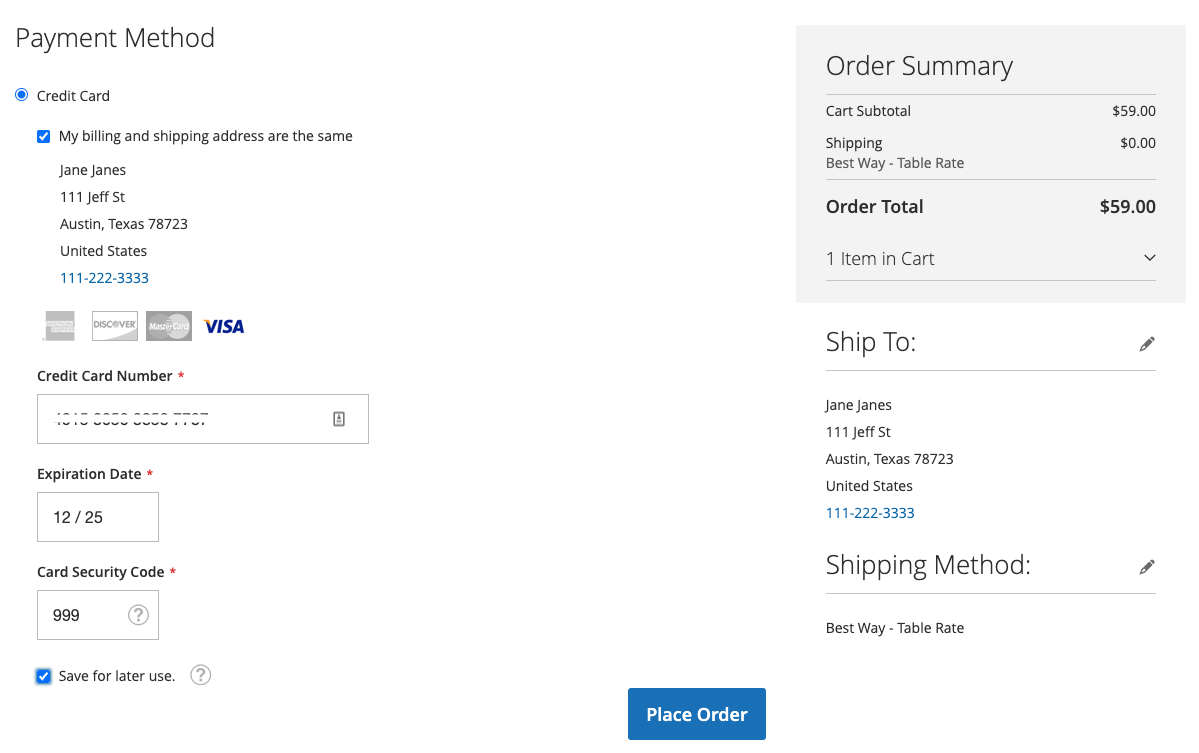 Payment Method
Credit Card
My billing and shipping address are the same
Jane Janes
111 Jeff St
Austin, Texas 78723
United States
111-222-3333
DISCOVER MasterCard VISA
Credit Card Number *
Expiration Date *
12 / 25
Card Security Code *
999
Save for later use.
Place Order
Order Summary
Cart Subtotal $59.00
Shipping $0.00
Best Way - Table Rate
Order Total $59.00
1 Item in Cart
Ship To:
Jane Janes
111 Jeff St
Austin, Texas 78723
United States
111-222-3333
Shipping Method:
Best Way - Table Rate